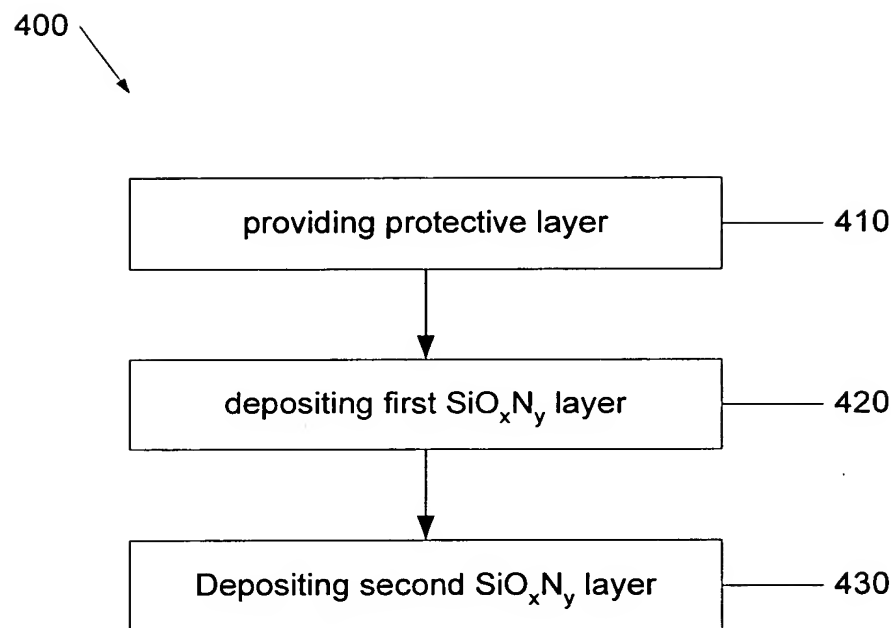 400
providing protective layer
410
depositing first SiOxNy layer
420
Depositing second SiOxNy layer
430